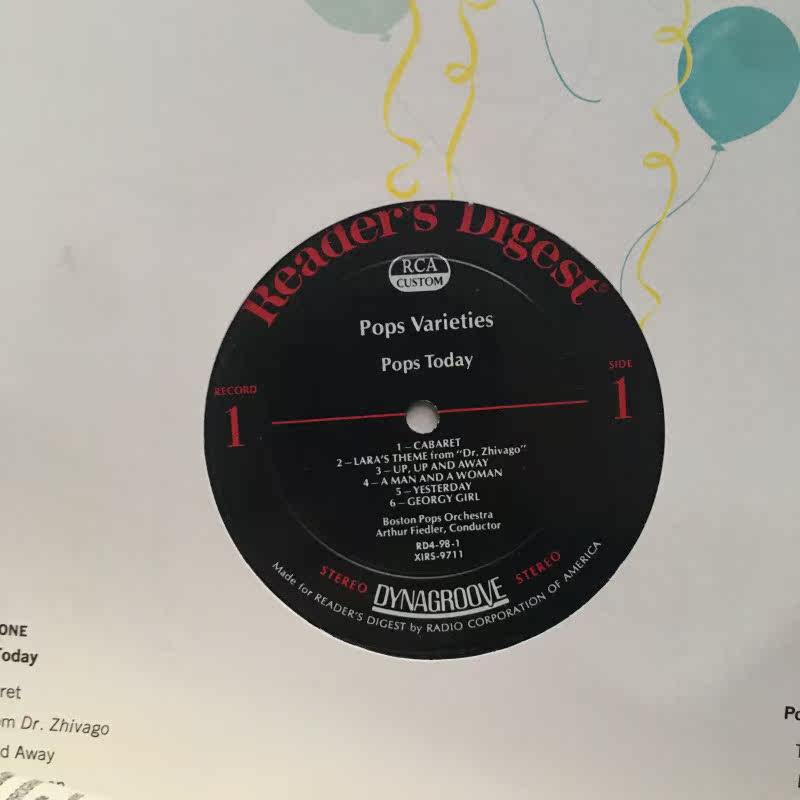 Reader's Digest®
RCA
CUSTOM
Pops Varieties
Pops Today
RECORD
1
SIDE
1
1 – CABARET
2 – LARA'S THEME from "Dr. Zhivago"
3 – UP, UP AND AWAY
4 – A MAN AND A WOMAN
5 – YESTERDAY
6 – GEORGY GIRL
Boston Pops Orchestra
Arthur Fiedler, Conductor
RD4-98-1
XIRS-9711
STEREO DYNAGROOVE STEREO
Made for READER'S DIGEST by RADIO CORPORATION OF AMERICA
ONE
Today
ret
om Dr. Zhivago
d Away
Po